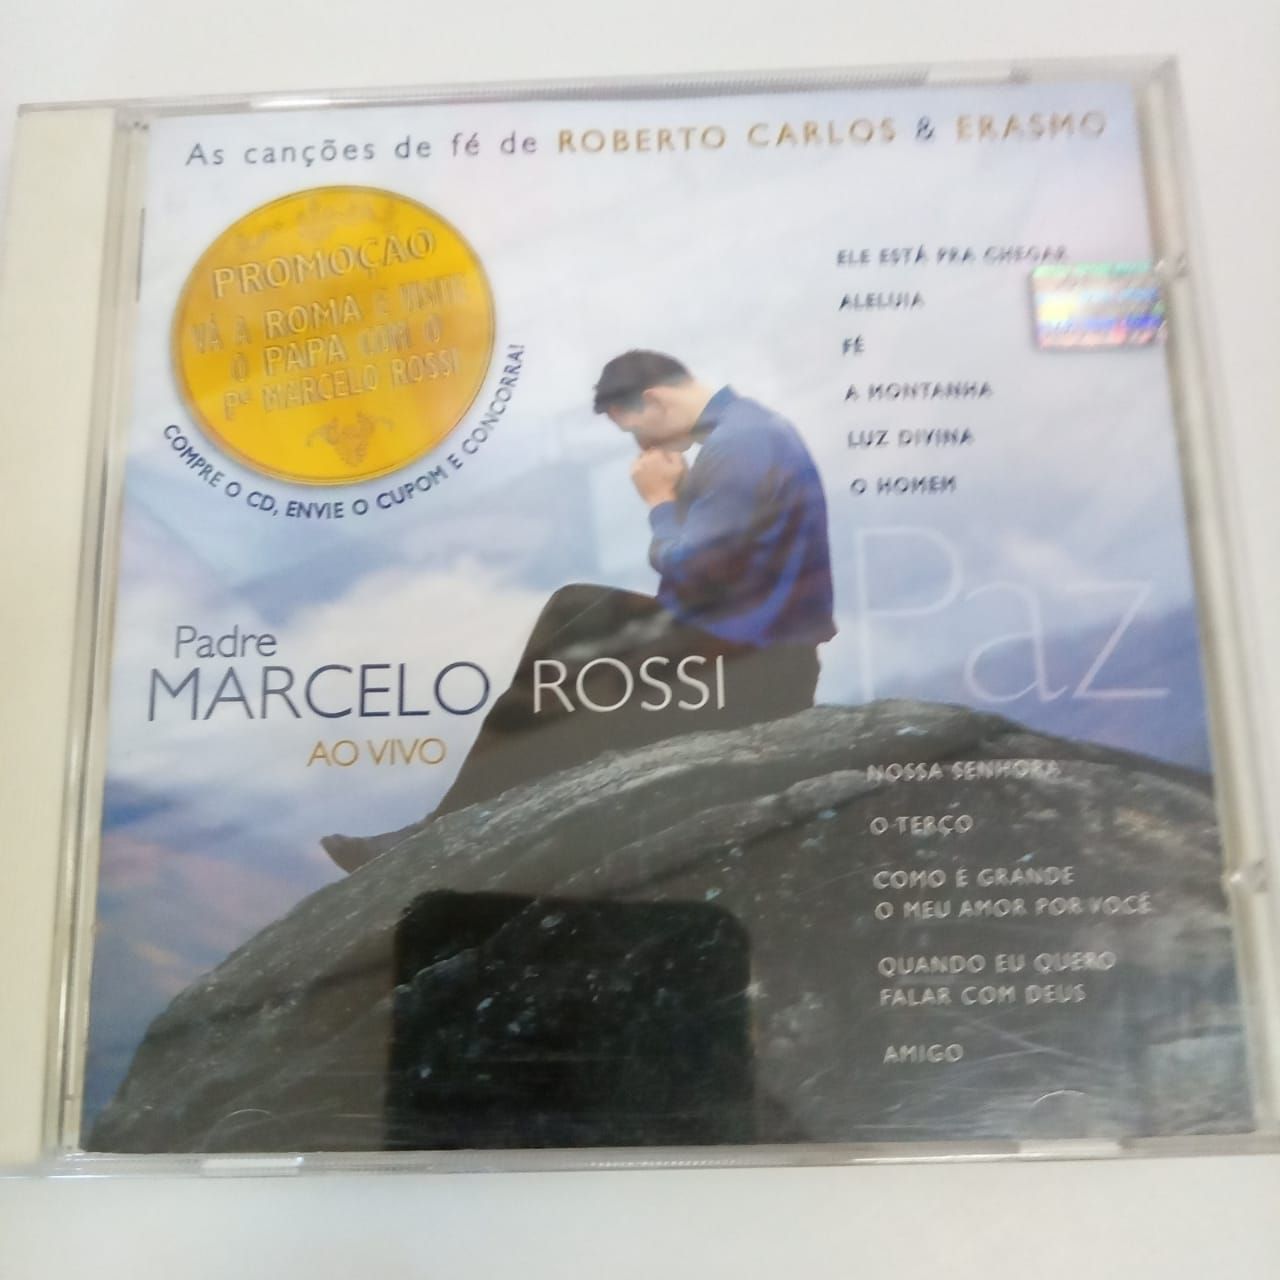 As canções de fé de ROBERTO CARLOS & ERASMO
PROMOÇÃO
VÁ A ROMA E VISITE
O PAPA COM O
Pe MARCELO ROSSI
COMPRE O CD, ENVIE O CUPOM E CONCORRA!
ELE ESTÁ PRA CHEGAR
ALELUIA
FÉ
A MONTANHA
LUZ DIVINA
O HOMEM
Paz
Padre
MARCELO ROSSI
AO VIVO
NOSSA SENHORA
O TERÇO
COMO É GRANDE
O MEU AMOR POR VOCÊ
QUANDO EU QUERO
FALAR COM DEUS
AMIGO